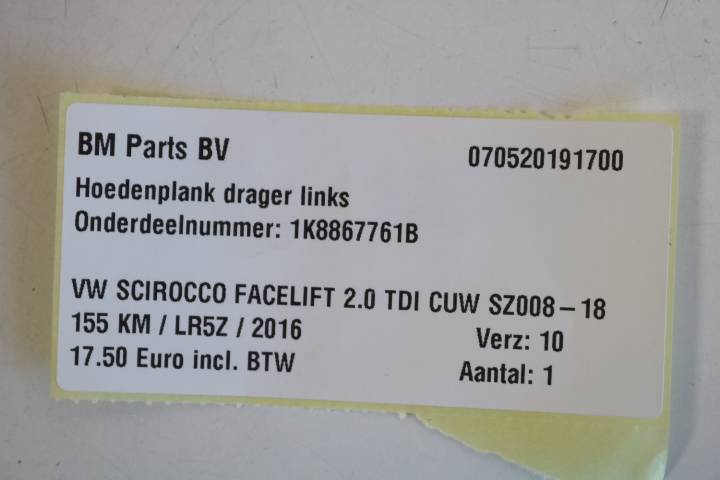 BM Parts BV 070520191700
Hoedenplank drager links
Onderdeelnummer: 1K8867761B
VW SCIROCCO FACELIFT 2.0 TDI CUW SZ008-18
155 KM / LR5Z / 2016 Verz: 10
17.50 Euro incl. BTW Aantal: 1